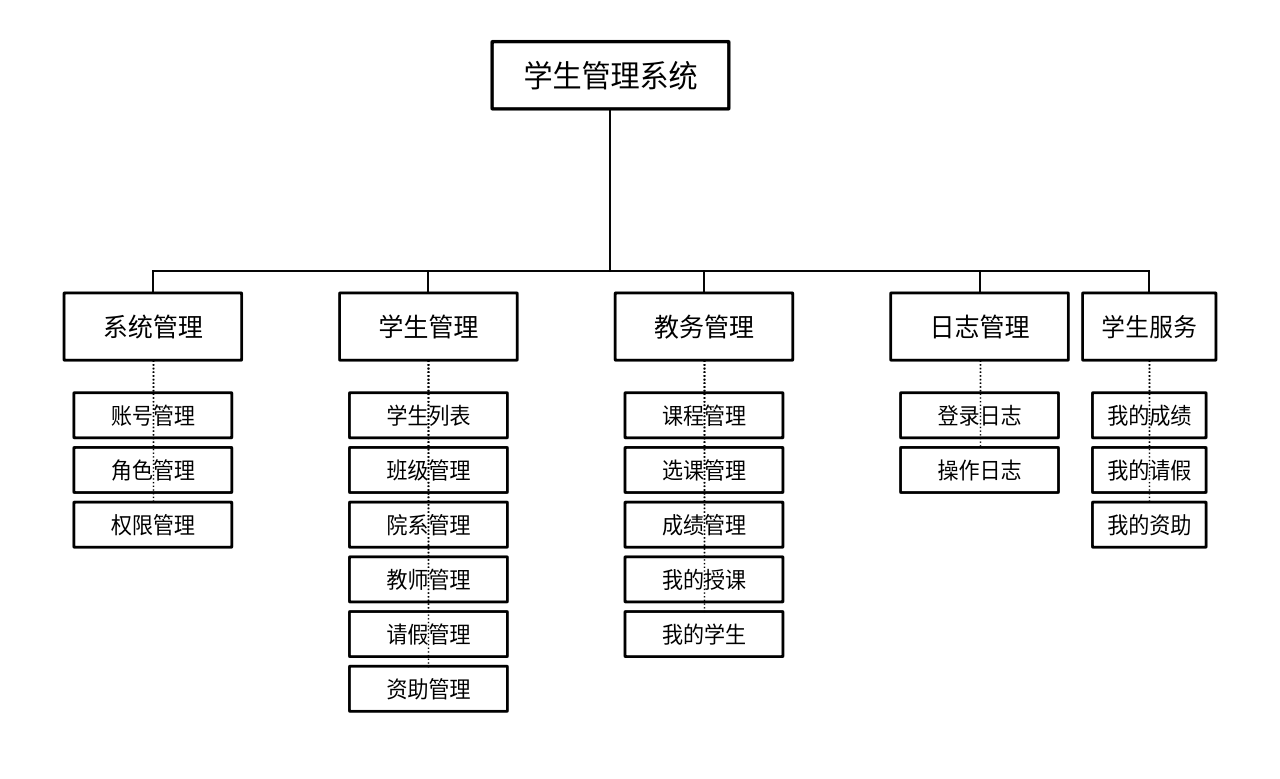 学生管理系统
系统管理
账号管理
角色管理
权限管理
学生管理
学生列表
班级管理
院系管理
教师管理
请假管理
资助管理
教务管理
课程管理
选课管理
成绩管理
我的授课
我的学生
日志管理
登录日志
操作日志
学生服务
我的成绩
我的请假
我的资助